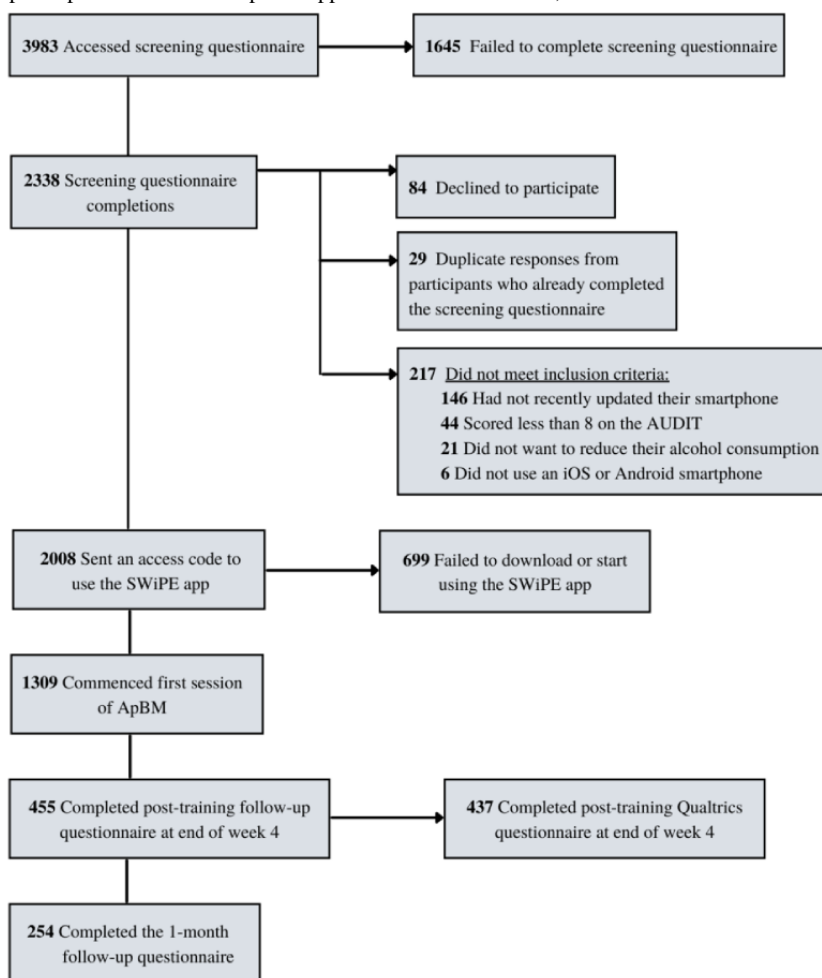 3983 Accessed screening questionnaire
1645 Failed to complete screening questionnaire
2338 Screening questionnaire
completions
84 Declined to participate
29 Duplicate responses from
participants who already completed
the screening questionnaire
217 Did not meet inclusion criteria:
146 Had not recently updated their smartphone
44 Scored less than 8 on the AUDIT
21 Did not want to reduce their alcohol consumption
6 Did not use an iOS or Android smartphone
2008 Sent an access code to
use the SWiPE app
699 Failed to download or start
using the SWiPE app
1309 Commenced first session
of ApBM
455 Completed post-training follow-up
questionnaire at end of week 4
437 Completed post-training Qualtrics
questionnaire at end of week 4
254 Completed the 1-month
follow-up questionnaire